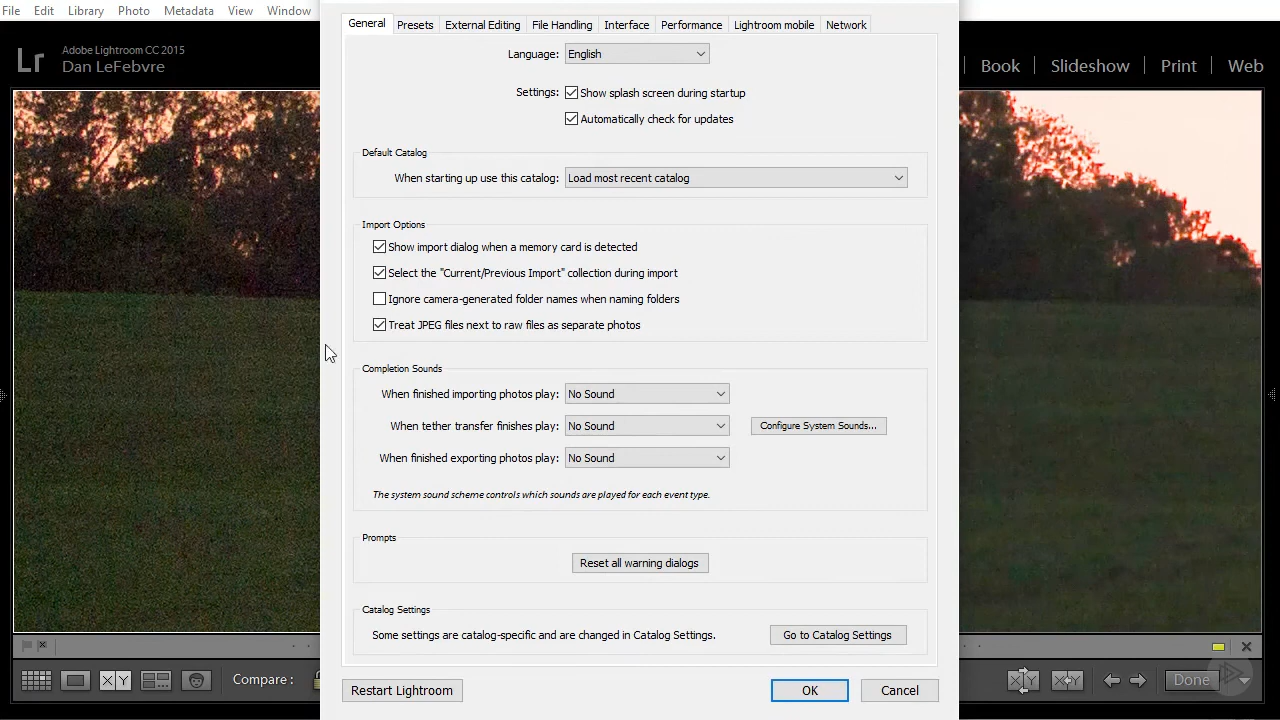 File Edit Library Photo Metadata View Window
Lr Adobe Lightroom CC 2015
Dan LeFebvre
Book Slideshow Print Web
General Presets External Editing File Handling Interface Performance Lightroom mobile Network
Language: English
Settings: Show splash screen during startup
Automatically check for updates
Default Catalog
When starting up use this catalog: Load most recent catalog
Import Options
Show import dialog when a memory card is detected
Select the "Current/Previous Import" collection during import
Ignore camera-generated folder names when naming folders
Treat JPEG files next to raw files as separate photos
Completion Sounds
When finished importing photos play: No Sound
When tether transfer finishes play: No Sound Configure System Sounds...
When finished exporting photos play: No Sound
The system sound scheme controls which sounds are played for each event type.
Prompts
Reset all warning dialogs
Catalog Settings
Some settings are catalog-specific and are changed in Catalog Settings. Go to Catalog Settings
X Y Compare : X Y X Y Done
Restart Lightroom OK Cancel